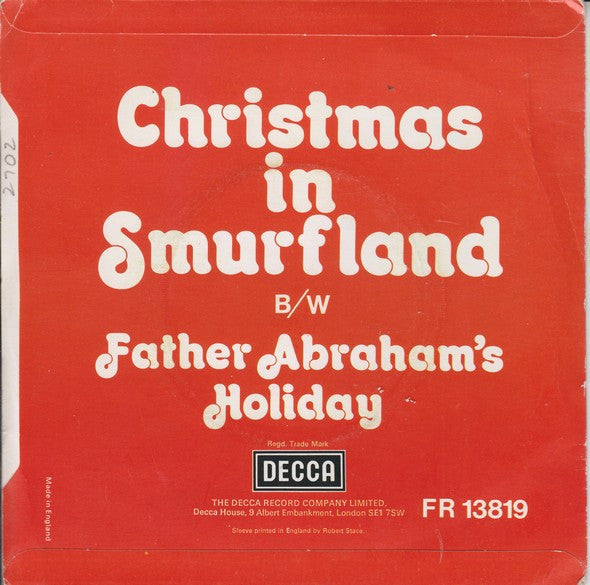 Christmas
in
Smurfland
B/W
Father Abraham's
Holiday
Regd. Trade Mark
DECCA
THE DECCA RECORD COMPANY LIMITED,
Decca House, 9 Albert Embankment, London SE1 7SW
FR 13819
Sleeve printed in England by Robert Stace.
Made in England
2702